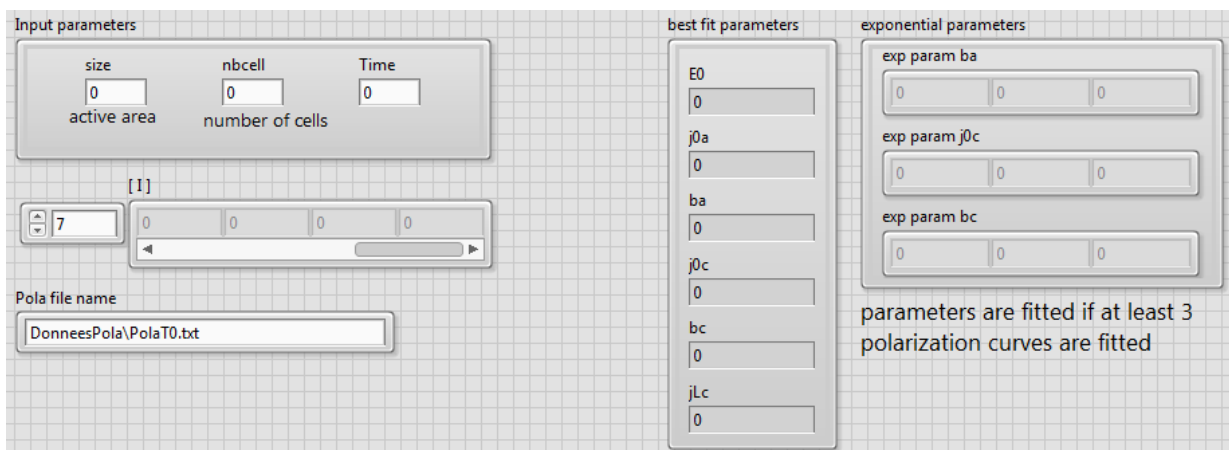 Input parameters
size nbcell Time
0 0 0
active area number of cells
[ I ]
7 0 0 0 0
Pola file name
DonneesPola\PolaT0.txt
best fit parameters
E0
0
j0a
0
ba
0
j0c
0
bc
0
jLc
0
exponential parameters
exp param ba
0 0 0
exp param j0c
0 0 0
exp param bc
0 0 0
parameters are fitted if at least 3
polarization curves are fitted